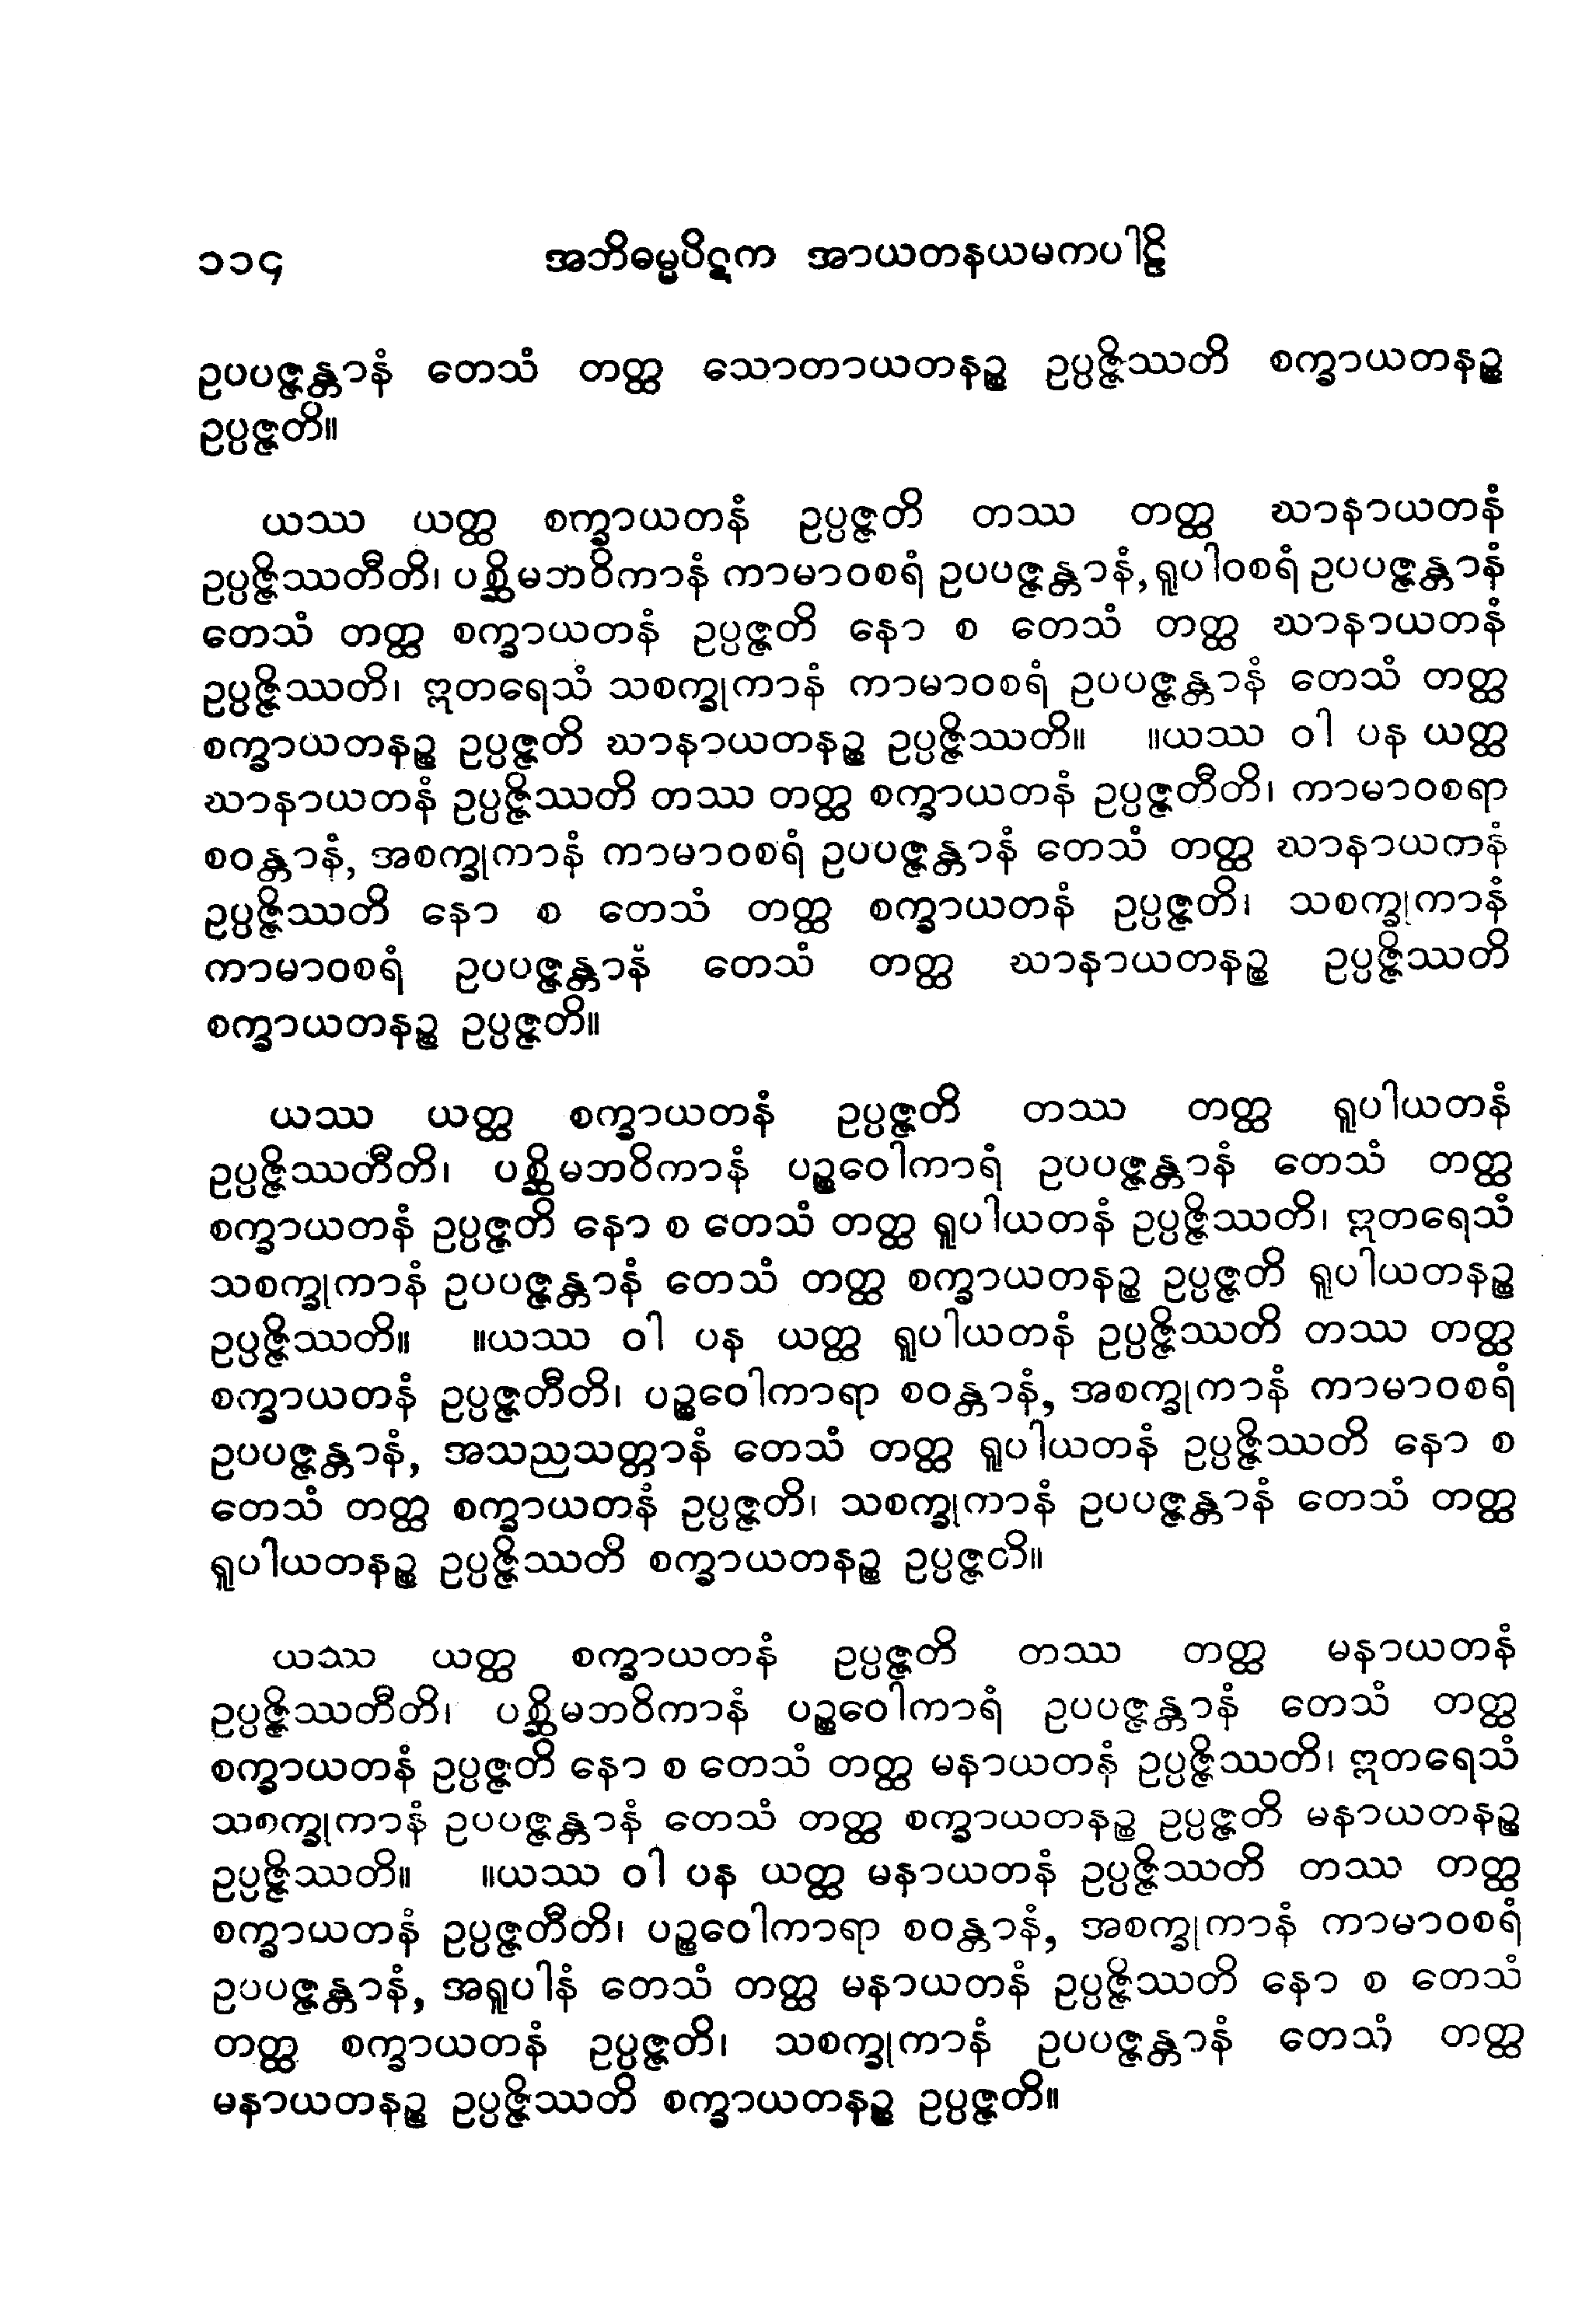 ၁၁၄ အဘိဓမ္မပိဋက အာယတနယမကပါဠိ
ဥပပဇ္ဇန္တာနံ တေသံ တတ္ထ သောတာယတနဉ္စ ဥပ္ပဇ္ဇိဿတိ စက္ခာယတနဉ္စ
ဥပ္ပဇ္ဇတိ။
ယဿ ယတ္ထ စက္ခာယတနံ ဥပ္ပဇ္ဇတိ တဿ တတ္ထ ဃာနာယတနံ
ဥပ္ပဇ္ဇိဿတီတိ၊ ပစ္ဆိမဘဝိကာနံ ကာမာဝစရံ ဥပပဇ္ဇန္တာနံ, ရူပါဝစရံ ဥပပဇ္ဇန္တာနံ
တေသံ တတ္ထ စက္ခာယတနံ ဥပ္ပဇ္ဇတိ နော စ တေသံ တတ္ထ ဃာနာယတနံ
ဥပ္ပဇ္ဇိဿတိ၊ ဣတရေသံ သစက္ခုကာနံ ကာမာဝစရံ ဥပပဇ္ဇန္တာနံ တေသံ တတ္ထ
စက္ခာယတနဉ္စ ဥပ္ပဇ္ဇတိ ဃာနာယတနဉ္စ ဥပ္ပဇ္ဇိဿတိ။ ။ယဿ ဝါ ပန ယတ္ထ
ဃာနာယတနံ ဥပ္ပဇ္ဇိဿတိ တဿ တတ္ထ စက္ခာယတနံ ဥပ္ပဇ္ဇတီတိ၊ ကာမာဝစရာ
စဝန္တာနံ, အစက္ခုကာနံ ကာမာဝစရံ ဥပပဇ္ဇန္တာနံ တေသံ တတ္ထ ဃာနာယတနံ
ဥပ္ပဇ္ဇိဿတိ နော စ တေသံ တတ္ထ စက္ခာယတနံ ဥပ္ပဇ္ဇတိ၊ သစက္ခုကာနံ
ကာမာဝစရံ ဥပပဇ္ဇန္တာနံ တေသံ တတ္ထ ဃာနာယတနဉ္စ ဥပ္ပဇ္ဇိဿတိ
စက္ခာယတနဉ္စ ဥပ္ပဇ္ဇတိ။
ယဿ ယတ္ထ စက္ခာယတနံ ဥပ္ပဇ္ဇတိ တဿ တတ္ထ ရူပါယတနံ
ဥပ္ပဇ္ဇိဿတီတိ၊ ပစ္ဆိမဘဝိကာနံ ပဉ္စဝေါကာရံ ဥပပဇ္ဇန္တာနံ တေသံ တတ္ထ
စက္ခာယတနံ ဥပ္ပဇ္ဇတိ နော စ တေသံ တတ္ထ ရူပါယတနံ ဥပ္ပဇ္ဇိဿတိ၊ ဣတရေသံ
သစက္ခုကာနံ ဥပပဇ္ဇန္တာနံ တေသံ တတ္ထ စက္ခာယတနဉ္စ ဥပ္ပဇ္ဇတိ ရူပါယတနဉ္စ
ဥပ္ပဇ္ဇိဿတိ။ ။ယဿ ဝါ ပန ယတ္ထ ရူပါယတနံ ဥပ္ပဇ္ဇိဿတိ တဿ တတ္ထ
စက္ခာယတနံ ဥပ္ပဇ္ဇတီတိ၊ ပဉ္စဝေါကာရာ စဝန္တာနံ, အစက္ခုကာနံ ကာမာဝစရံ
ဥပပဇ္ဇန္တာနံ, အသညသတ္တာနံ တေသံ တတ္ထ ရူပါယတနံ ဥပ္ပဇ္ဇိဿတိ နော စ
တေသံ တတ္ထ စက္ခာယတနံ ဥပ္ပဇ္ဇတိ၊ သစက္ခုကာနံ ဥပပဇ္ဇန္တာနံ တေသံ တတ္ထ
ရူပါယတနဉ္စ ဥပ္ပဇ္ဇိဿတိ စက္ခာယတနဉ္စ ဥပ္ပဇ္ဇတိ။
ယဿ ယတ္ထ စက္ခာယတနံ ဥပ္ပဇ္ဇတိ တဿ တတ္ထ မနာယတနံ
ဥပ္ပဇ္ဇိဿတီတိ၊ ပစ္ဆိမဘဝိကာနံ ပဉ္စဝေါကာရံ ဥပပဇ္ဇန္တာနံ တေသံ တတ္ထ
စက္ခာယတနံ ဥပ္ပဇ္ဇတိ နော စ တေသံ တတ္ထ မနာယတနံ ဥပ္ပဇ္ဇိဿတိ၊ ဣတရေသံ
သစက္ခုကာနံ ဥပပဇ္ဇန္တာနံ တေသံ တတ္ထ စက္ခာယတနဉ္စ ဥပ္ပဇ္ဇတိ မနာယတနဉ္စ
ဥပ္ပဇ္ဇိဿတိ။ ။ယဿ ဝါ ပန ယတ္ထ မနာယတနံ ဥပ္ပဇ္ဇိဿတိ တဿ တတ္ထ
စက္ခာယတနံ ဥပ္ပဇ္ဇတီတိ၊ ပဉ္စဝေါကာရာ စဝန္တာနံ, အစက္ခုကာနံ ကာမာဝစရံ
ဥပပဇ္ဇန္တာနံ, အရူပါနံ တေသံ တတ္ထ မနာယတနံ ဥပ္ပဇ္ဇိဿတိ နော စ တေသံ
တတ္ထ စက္ခာယတနံ ဥပ္ပဇ္ဇတိ၊ သစက္ခုကာနံ ဥပပဇ္ဇန္တာနံ တေသံ တတ္ထ
မနာယတနဉ္စ ဥပ္ပဇ္ဇိဿတိ စက္ခာယတနဉ္စ ဥပ္ပဇ္ဇတိ။